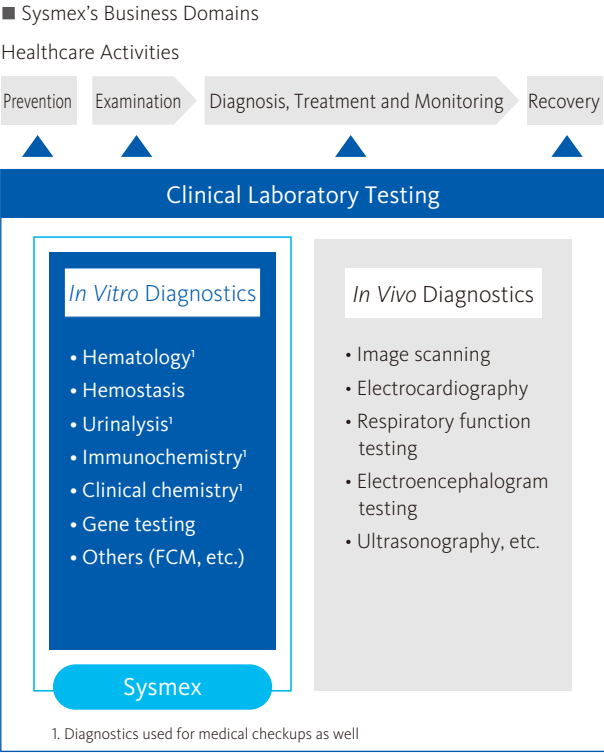 ■ Sysmex’s Business Domains
Healthcare Activities
Prevention
Examination
Diagnosis, Treatment and Monitoring
Recovery
Clinical Laboratory Testing
In Vitro Diagnostics
• Hematology¹
• Hemostasis
• Urinalysis¹
• Immunochemistry¹
• Clinical chemistry¹
• Gene testing
• Others (FCM, etc.)
Sysmex
In Vivo Diagnostics
• Image scanning
• Electrocardiography
• Respiratory function
testing
• Electroencephalogram
testing
• Ultrasonography, etc.
1. Diagnostics used for medical checkups as well